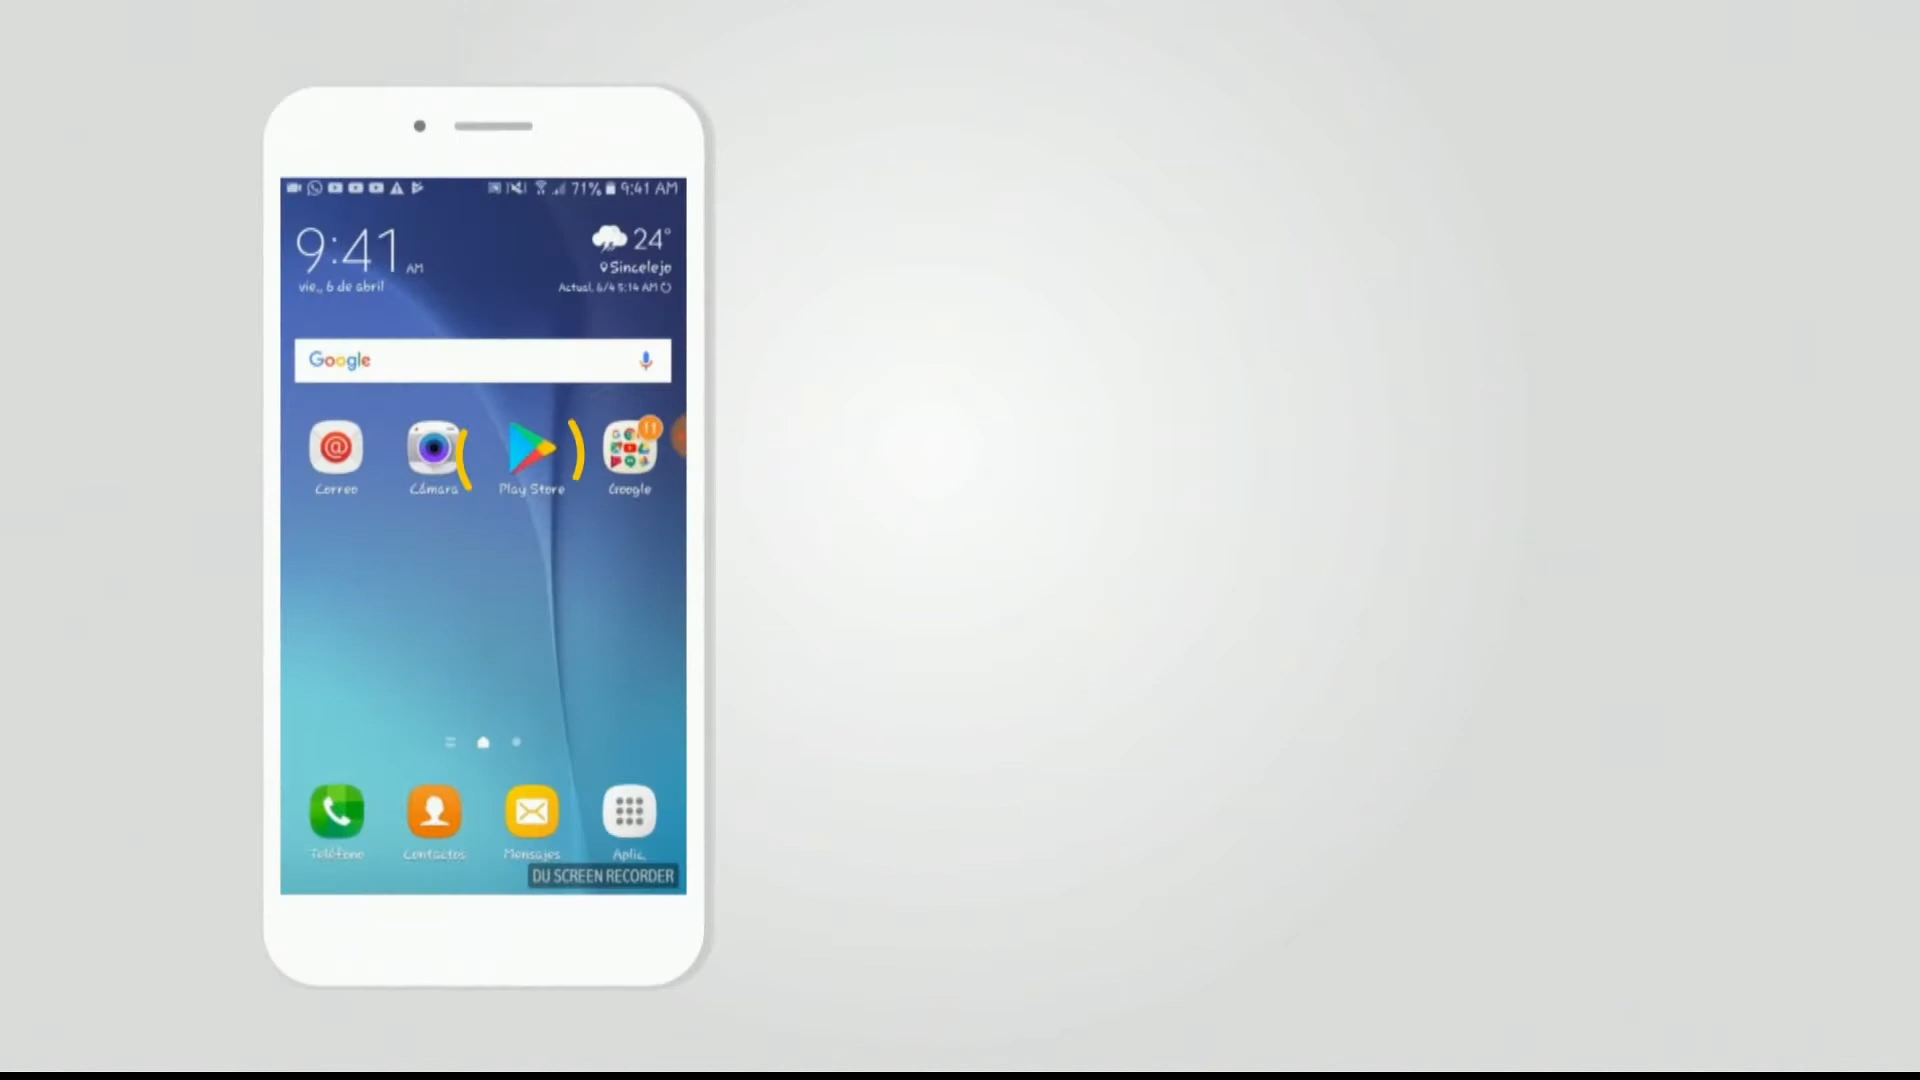 71% 9:41 AM
9:41 AM
24°
Sincelejo
vie., 6 de abril
Actual. 6/4 5:14 AM
Google
11
Correo
Cámara
Play Store
Google
Teléfono
Contactos
Mensajes
Aplic.
DU SCREEN RECORDER